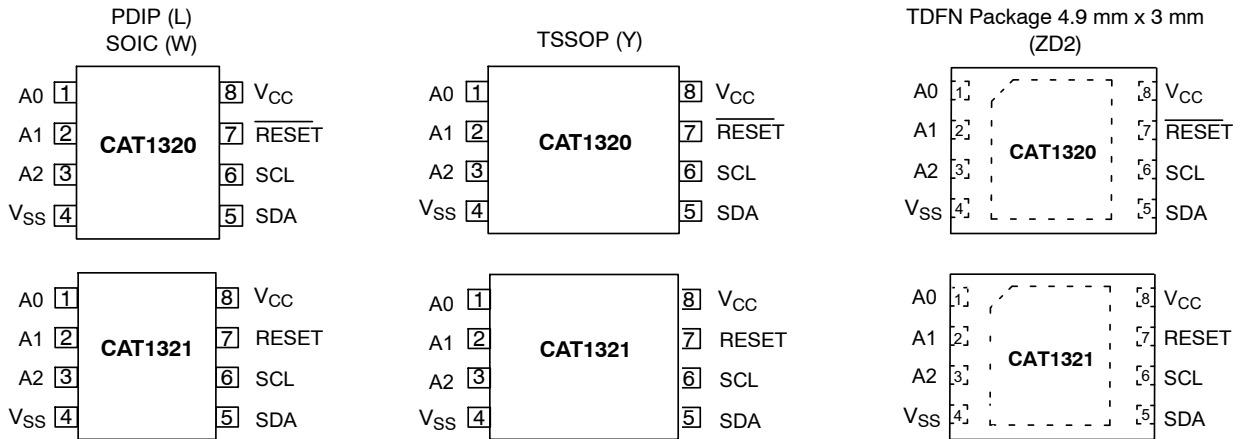 PDIP (L)
SOIC (W)
A0 1
A1 2
A2 3
VSS 4
CAT1320
8 VCC
7 RESET
6 SCL
5 SDA
TSSOP (Y)
A0 1
A1 2
A2 3
VSS 4
CAT1320
8 VCC
7 RESET
6 SCL
5 SDA
TDFN Package 4.9 mm x 3 mm
(ZD2)
A0 1
A1 2
A2 3
VSS 4
CAT1320
8 VCC
7 RESET
6 SCL
5 SDA
A0 1
A1 2
A2 3
VSS 4
CAT1321
8 VCC
7 RESET
6 SCL
5 SDA
A0 1
A1 2
A2 3
VSS 4
CAT1321
8 VCC
7 RESET
6 SCL
5 SDA
A0 1
A1 2
A2 3
VSS 4
CAT1321
8 VCC
7 RESET
6 SCL
5 SDA